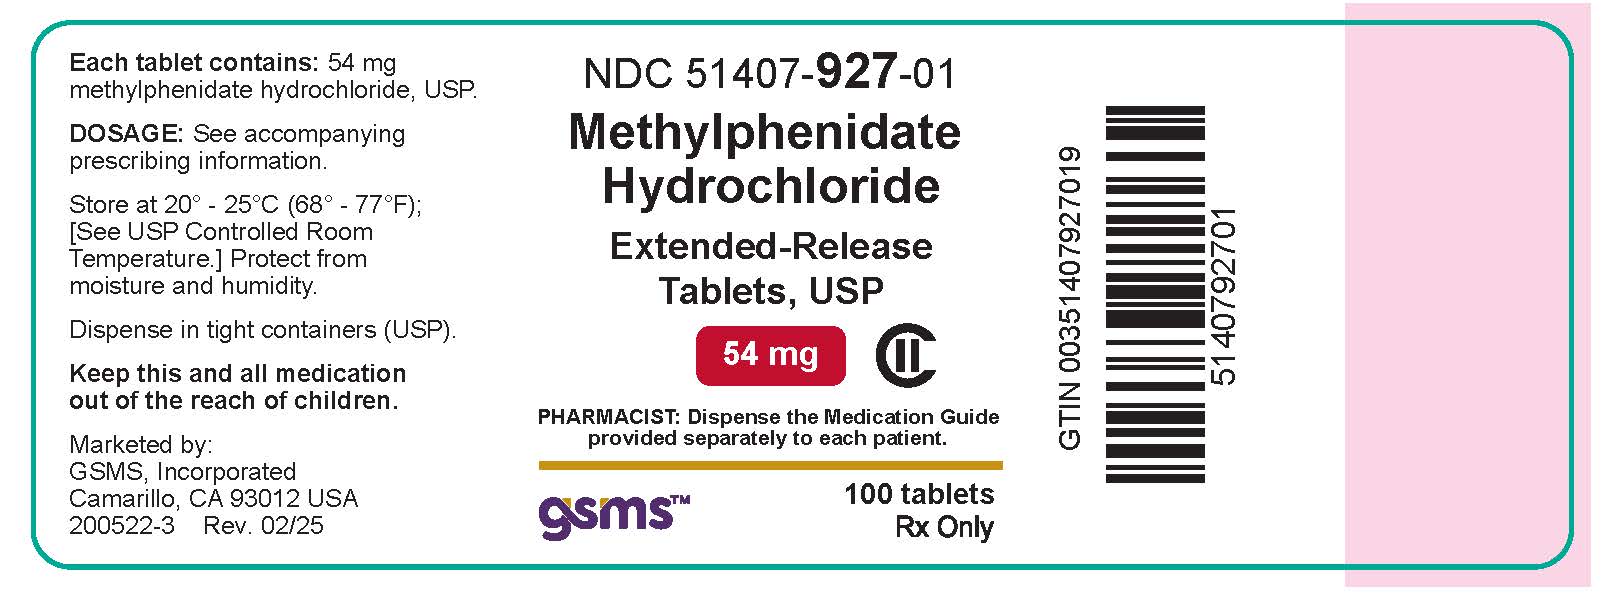 Each tablet contains: 54 mg
methylphenidate hydrochloride, USP.
DOSAGE: See accompanying
prescribing information.
Store at 20° - 25°C (68° - 77°F);
[See USP Controlled Room
Temperature.] Protect from
moisture and humidity.
Dispense in tight containers (USP).
Keep this and all medication
out of the reach of children.
Marketed by:
GSMS, Incorporated
Camarillo, CA 93012 USA
200522-3 Rev. 02/25
NDC 51407-927-01
Methylphenidate
Hydrochloride
Extended-Release
Tablets, USP
54 mg
CII
PHARMACIST: Dispense the Medication Guide
provided separately to each patient.
gsms™
100 tablets
Rx Only
GTIN 00351407927019
5140792701